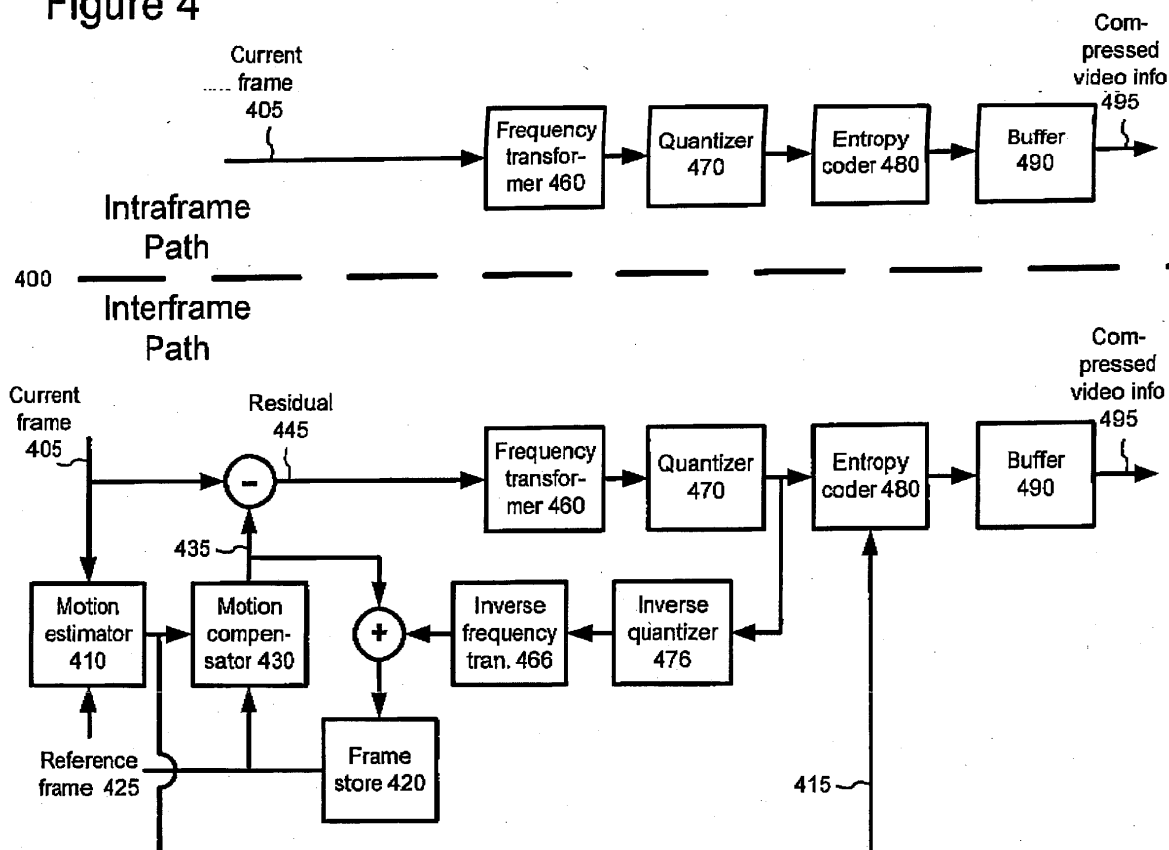 Figure 4
Current
frame
405
Com-
pressed
video info
495
Frequency
transfor-
mer 460
Quantizer
470
Entropy
coder 480
Buffer
490
Intraframe
Path
400
Interframe
Path
Current
frame
405
Residual
445
Com-
pressed
video info
495
-
Frequency
transfor-
mer 460
Quantizer
470
Entropy
coder 480
Buffer
490
435
Motion
estimator
410
Motion
compen-
sator 430
+
Inverse
frequency
tran. 466
Inverse
quantizer
476
Reference
frame 425
Frame
store 420
415